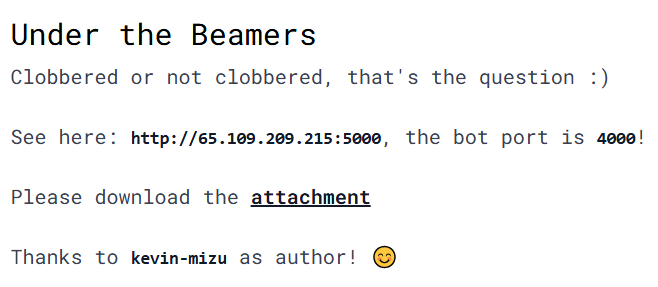 Under the Beamers
Clobbered or not clobbered, that's the question :)
See here: http://65.109.209.215:5000, the bot port is 4000!
Please download the attachment
Thanks to kevin-mizu as author! 😊